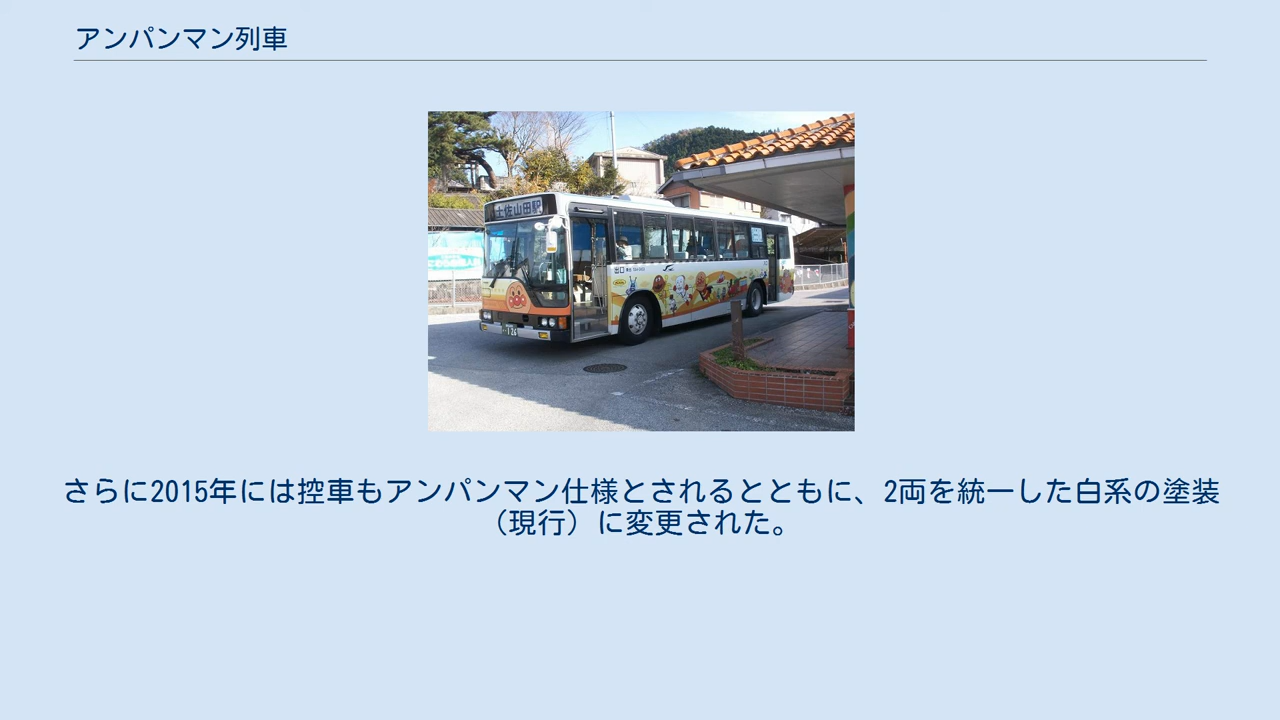 アンパンマン列車
土佐山田駅
出口
126
さらに2015年には控車もアンパンマン仕様とされるとともに、2両を統一した白系の塗装
（現行）に変更された。